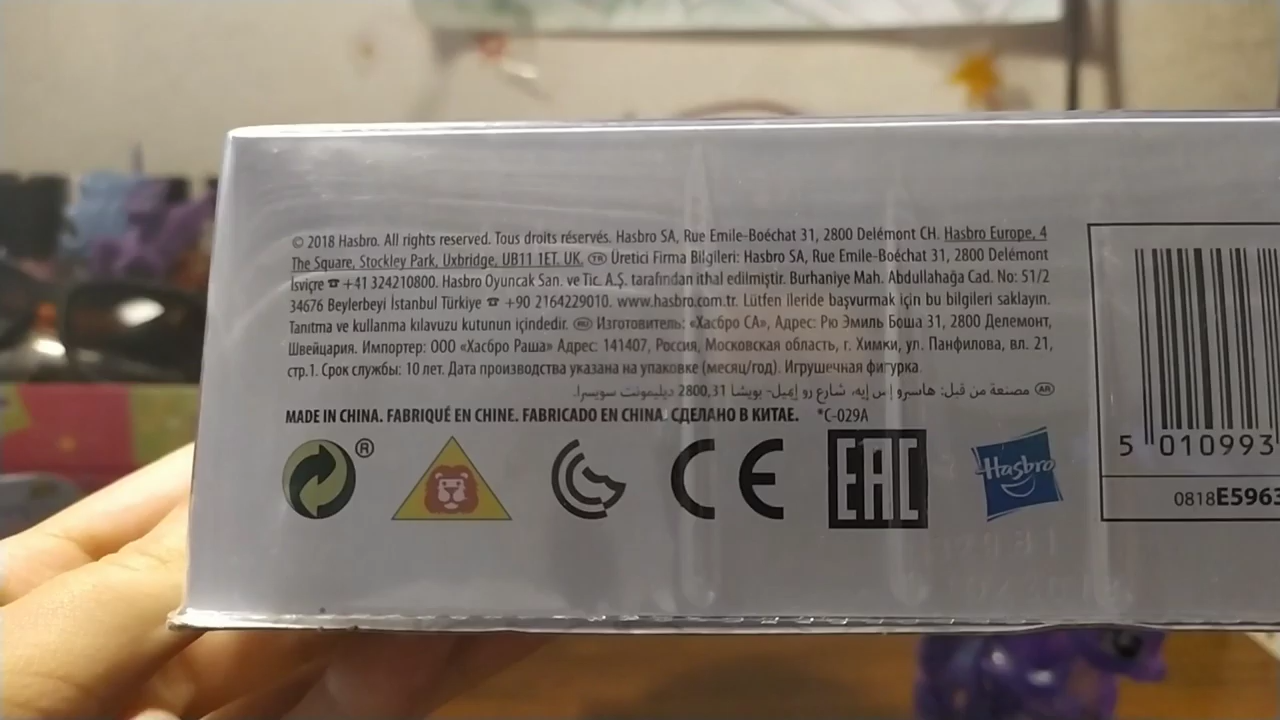 © 2018 Hasbro. All rights reserved. Tous droits réservés. Hasbro SA, Rue Emile-Boéchat 31, 2800 Delémont CH. Hasbro Europe, 4
The Square, Stockley Park, Uxbridge, UB11 1ET. UK. TR Üretici Firma Bilgileri: Hasbro SA, Rue Emile-Boéchat 31, 2800 Delémont
İsviçre ☎ +41 324210800. Hasbro Oyuncak San. ve Tic. A.Ş. tarafından ithal edilmiştir. Burhaniye Mah. Abdullahağa Cad. No: 51/2
34676 Beylerbeyi İstanbul Türkiye ☎ +90 2164229010. www.hasbro.com.tr. Lütfen ileride başvurmak için bu bilgileri saklayın.
Tanıtma ve kullanma kılavuzu kutunun içindedir. RU Изготовитель: «Хасбро СА», Адрес: Рю Эмиль Боша 31, 2800 Делемонт,
Швейцария. Импортер: ООО «Хасбро Раша» Адрес: 141407, Россия, Московская область, г. Химки, ул. Панфилова, вл. 21,
стр.1. Срок службы: 10 лет. Дата производства указана на упаковке (месяц/год). Игрушечная фигурка.
AR مصنعة من قبل: هاسبرو إس إيه، شارع رو إيميل- بويشا 31,2800 ديليمونت سويسرا.
MADE IN CHINA. FABRIQUÉ EN CHINE. FABRICADO EN CHINA. СДЕЛАНО В КИТАЕ. *C-029A
® CE EAC Hasbro
5 010993
0818E5963